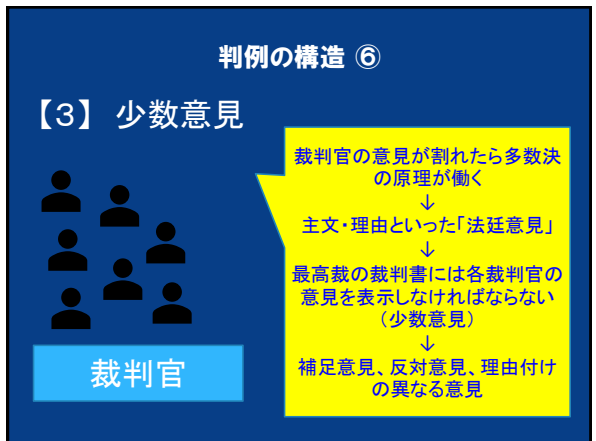 判例の構造 ⑥
【3】 少数意見
裁判官の意見が割れたら多数決
の原理が働く
↓
主文・理由といった「法廷意見」
↓
最高裁の裁判書には各裁判官の
意見を表示しなければならない
（少数意見）
↓
補足意見、反対意見、理由付け
の異なる意見
裁判官